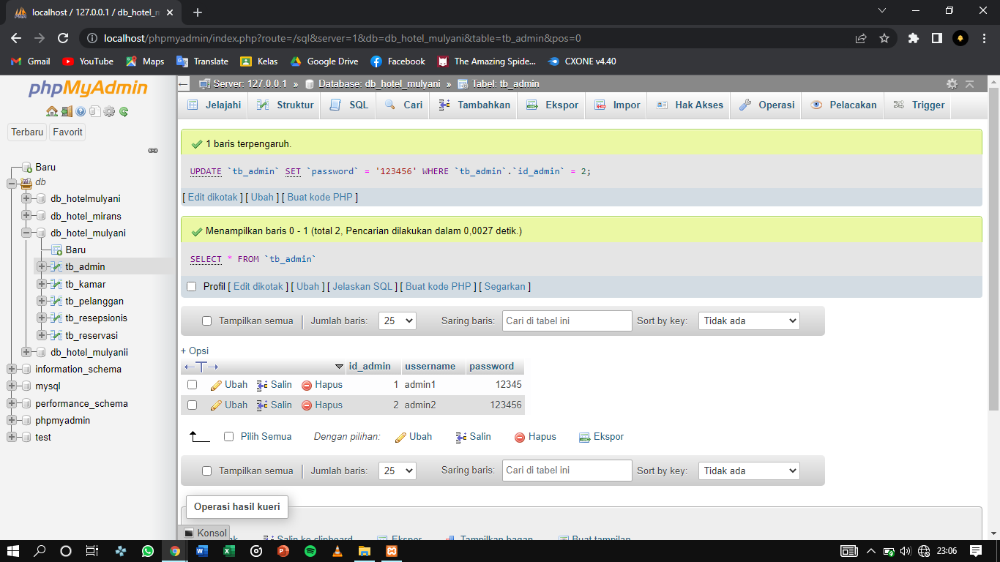 localhost / 127.0.0.1 / db_hotel_m
localhost/phpmyadmin/index.php?route=/sql&server=1&db=db_hotel_mulyani&table=tb_admin&pos=0
Gmail YouTube Maps Translate Kelas Google Drive Facebook The Amazing Spide... CXONE v4.40
phpMyAdmin
Terbaru Favorit
Baru
db
db_hotelmulyani
db_hotel_mirans
db_hotel_mulyani
Baru
tb_admin
tb_kamar
tb_pelanggan
tb_resepsionis
tb_reservasi
db_hotel_mulyanii
information_schema
mysql
performance_schema
phpmyadmin
test
Server: 127.0.0.1 » Database: db_hotel_mulyani » Tabel: tb_admin
Jelajahi Struktur SQL Cari Tambahkan Ekspor Impor Hak Akses Operasi Pelacakan Trigger
1 baris terpengaruh.
UPDATE `tb_admin` SET `password` = '123456' WHERE `tb_admin`.`id_admin` = 2;
[ Edit dikotak ] [ Ubah ] [ Buat kode PHP ]
Menampilkan baris 0 - 1 (total 2, Pencarian dilakukan dalam 0,0027 detik.)
SELECT * FROM `tb_admin`
Profil [ Edit dikotak ] [ Ubah ] [ Jelaskan SQL ] [ Buat kode PHP ] [ Segarkan ]
Tampilkan semua | Jumlah baris: 25 Saring baris: Cari di tabel ini Sort by key: Tidak ada
+ Opsi
id_admin ussername password
Ubah Salin Hapus 1 admin1 12345
Ubah Salin Hapus 2 admin2 123456
Pilih Semua Dengan pilihan: Ubah Salin Hapus Ekspor
Tampilkan semua | Jumlah baris: 25 Saring baris: Cari di tabel ini Sort by key: Tidak ada
Operasi hasil kueri
Salin ke clipboard Ekspor Tampilkan bagan Buat tampilan
Konsol
23:06